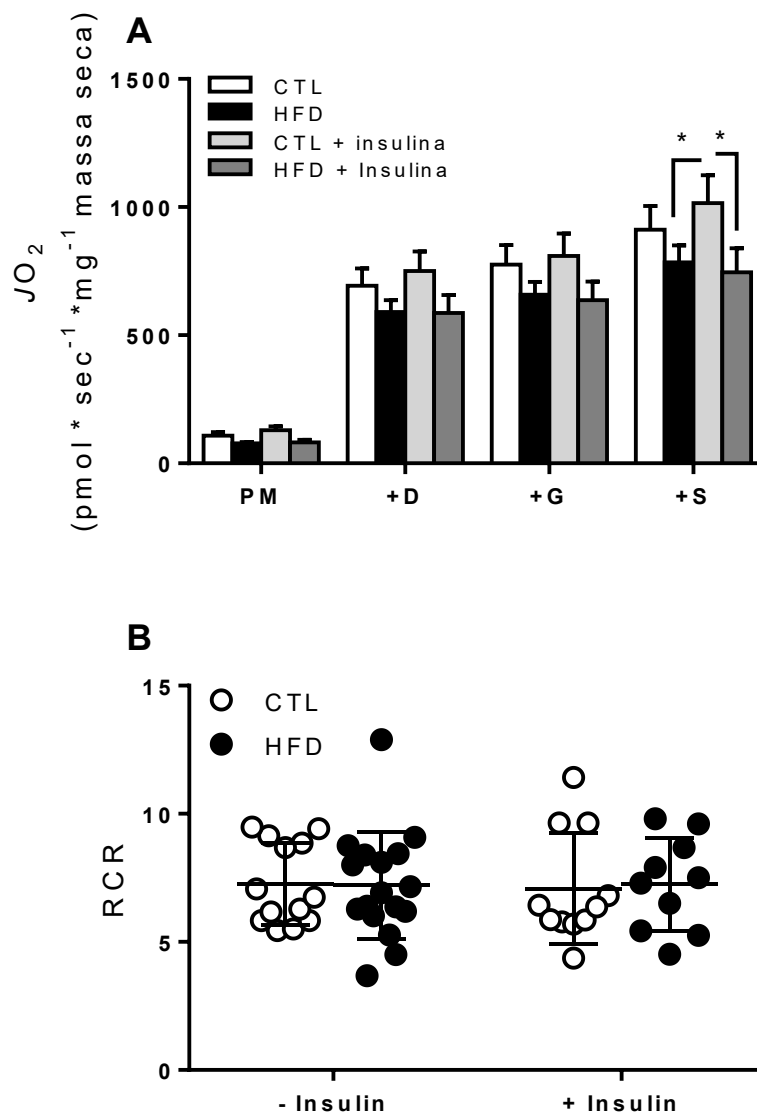 A
JO₂
(pmol * sec⁻¹ *mg⁻¹ massa seca)
1500
1000
500
0
CTL
HFD
CTL + insulina
HFD + Insulina
* *
PM +D +G +S
B
RCR
15
10
5
0
CTL
HFD
- Insulin + Insulin